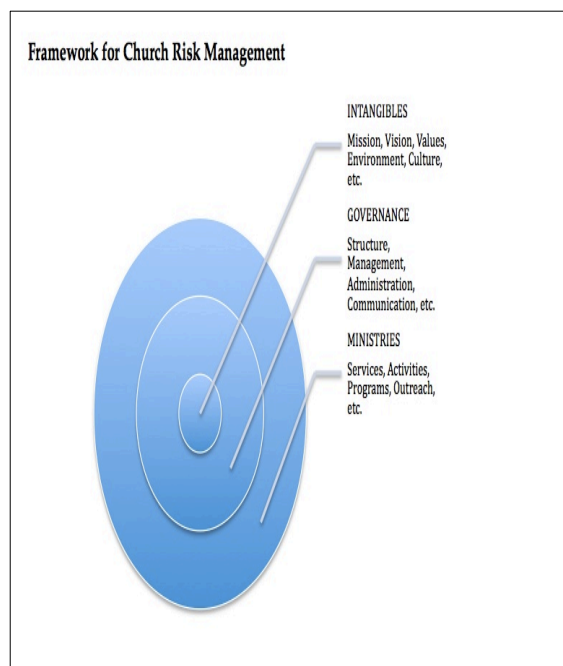 Framework for Church Risk Management
INTANGIBLES
Mission, Vision, Values,
Environment, Culture,
etc.
GOVERNANCE
Structure,
Management,
Administration,
Communication, etc.
MINISTRIES
Services, Activities,
Programs, Outreach,
etc.